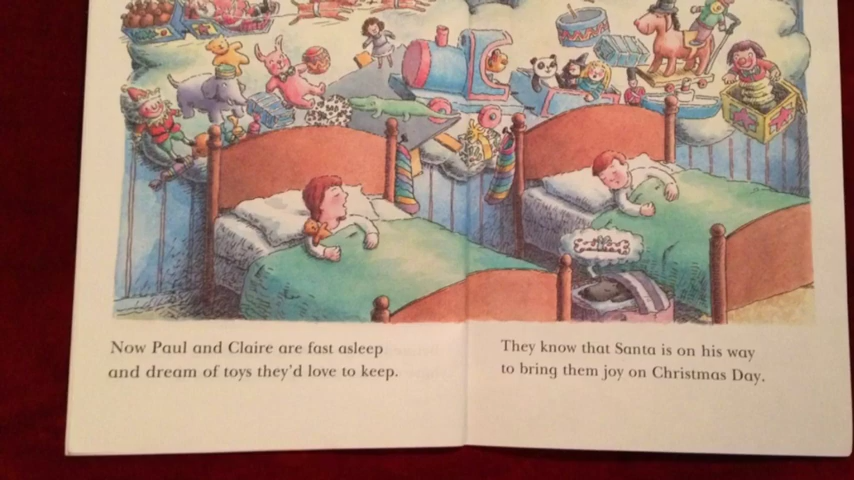 Now Paul and Claire are fast asleep
and dream of toys they'd love to keep.
They know that Santa is on his way
to bring them joy on Christmas Day.